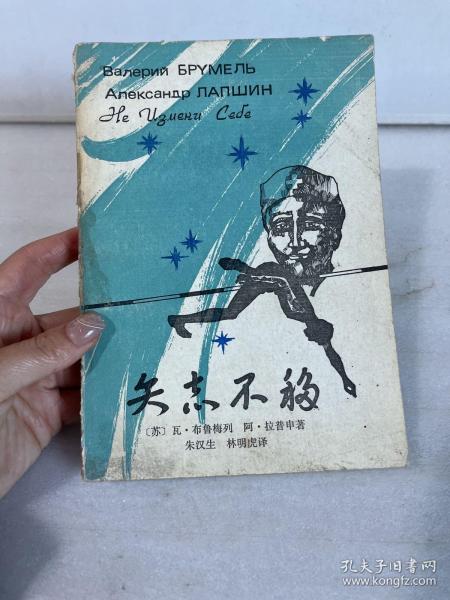 Валерий БРУМЕЛЬ
Александр ЛАПШИН
Не Измени Себе
矢志不移
〔苏〕瓦·布鲁梅列 阿·拉普申著
朱汉生 林明虎译
孔夫子旧书网
www.kongfz.com